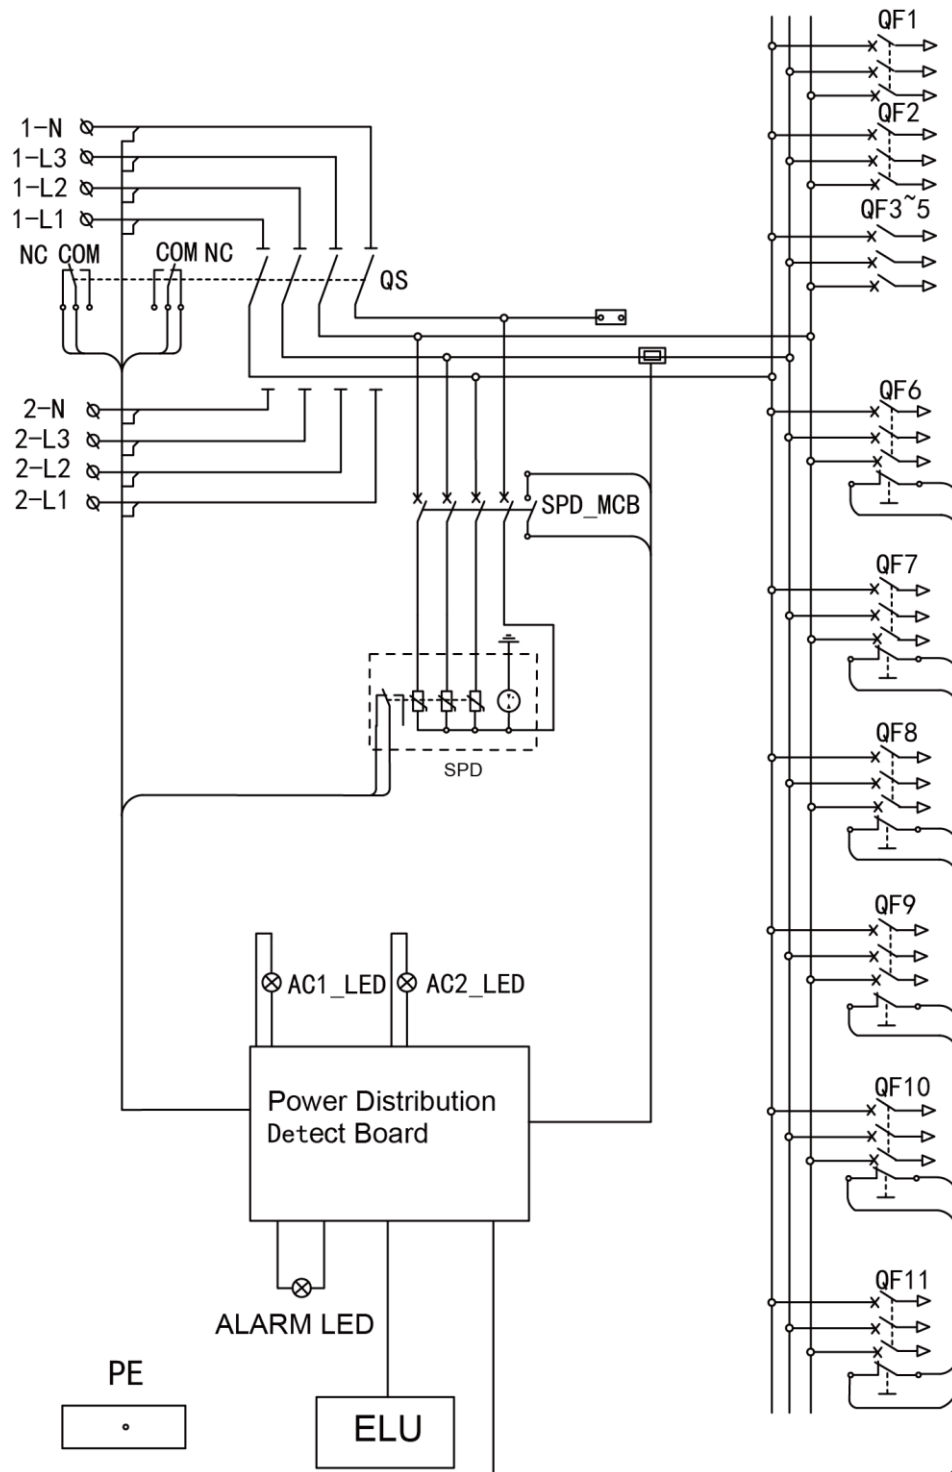 QF1
1-N
QF2
1-L3
1-L2
1-L1
QF3~5
NC COM
COM NC
QS
QF6
2-N
2-L3
2-L2
2-L1
SPD_MCB
QF7
QF8
SPD
QF9
AC1_LED
AC2_LED
Power Distribution
Detect Board
QF10
QF11
ALARM LED
PE
ELU